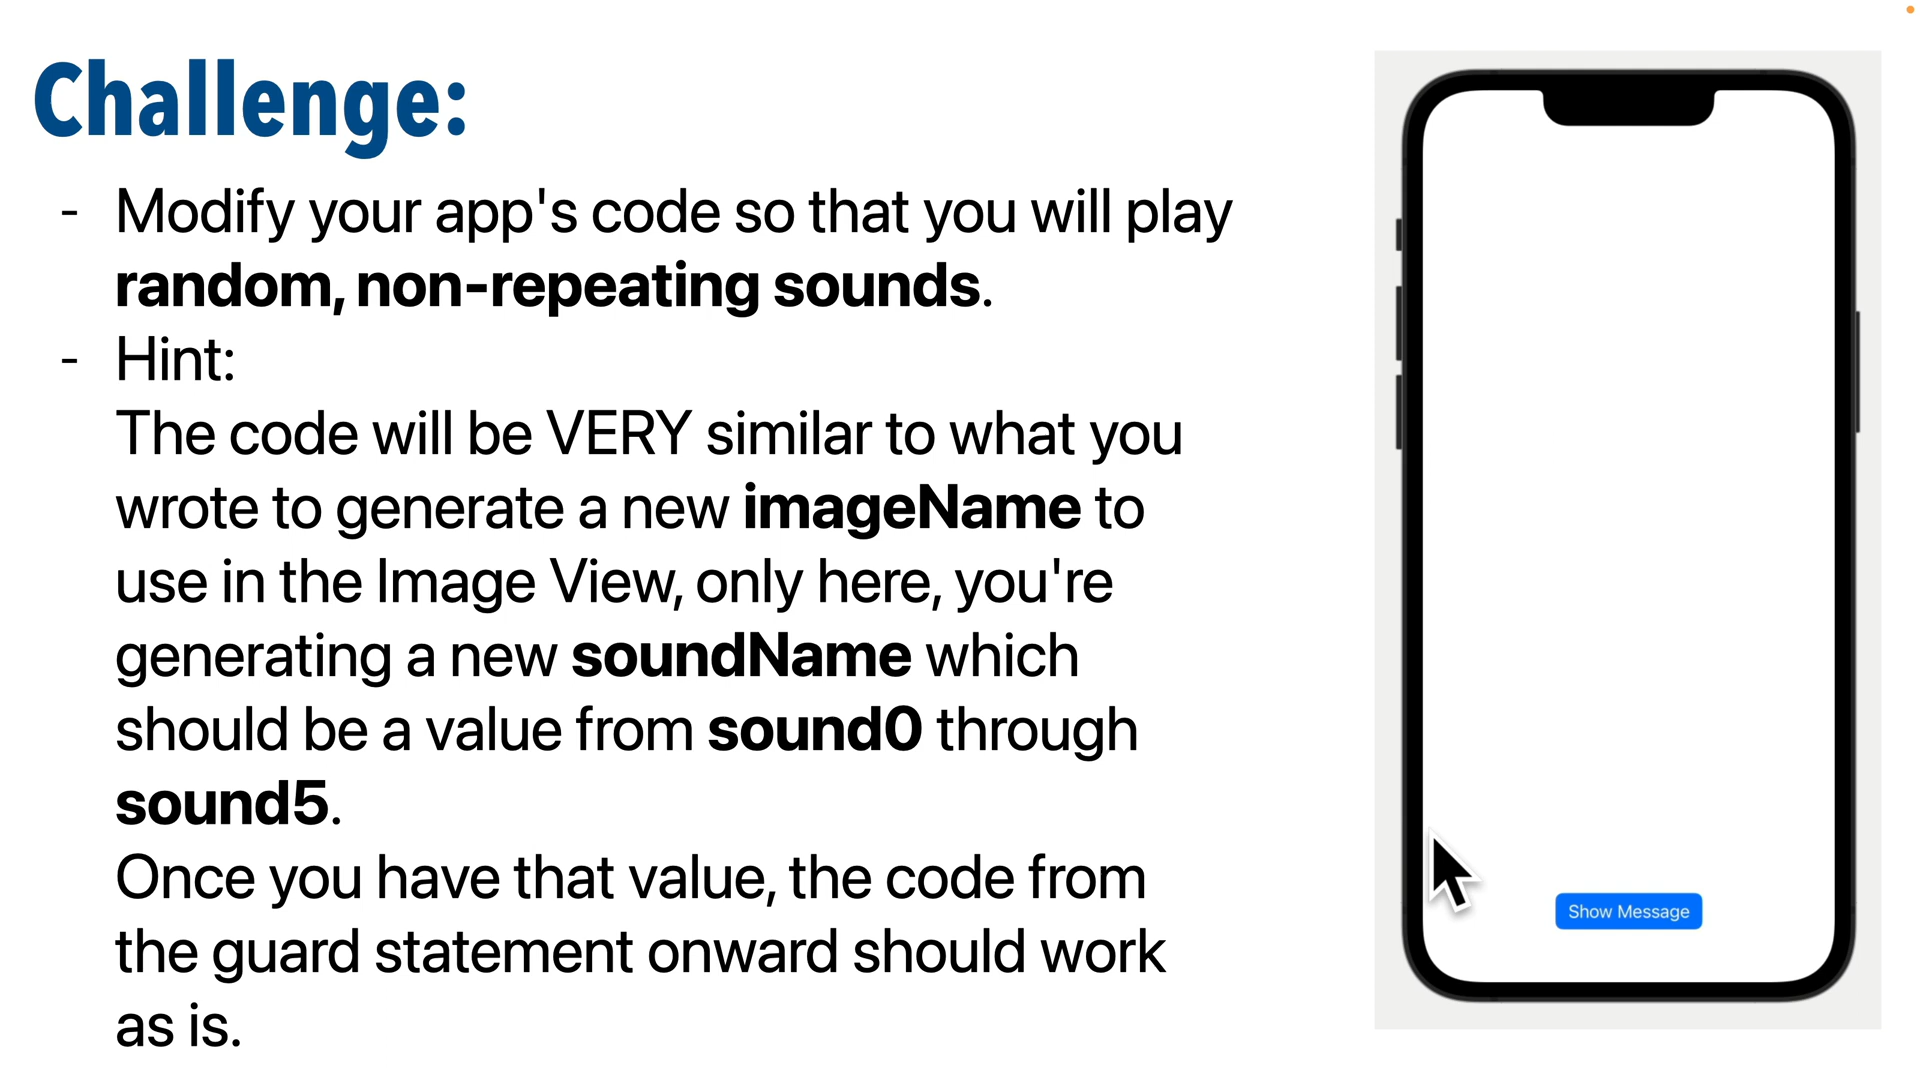 Challenge:
- Modify your app's code so that you will play
random, non-repeating sounds.
- Hint:
The code will be VERY similar to what you
wrote to generate a new imageName to
use in the Image View, only here, you're
generating a new soundName which
should be a value from sound0 through
sound5.
Once you have that value, the code from
the guard statement onward should work
as is.
Show Message